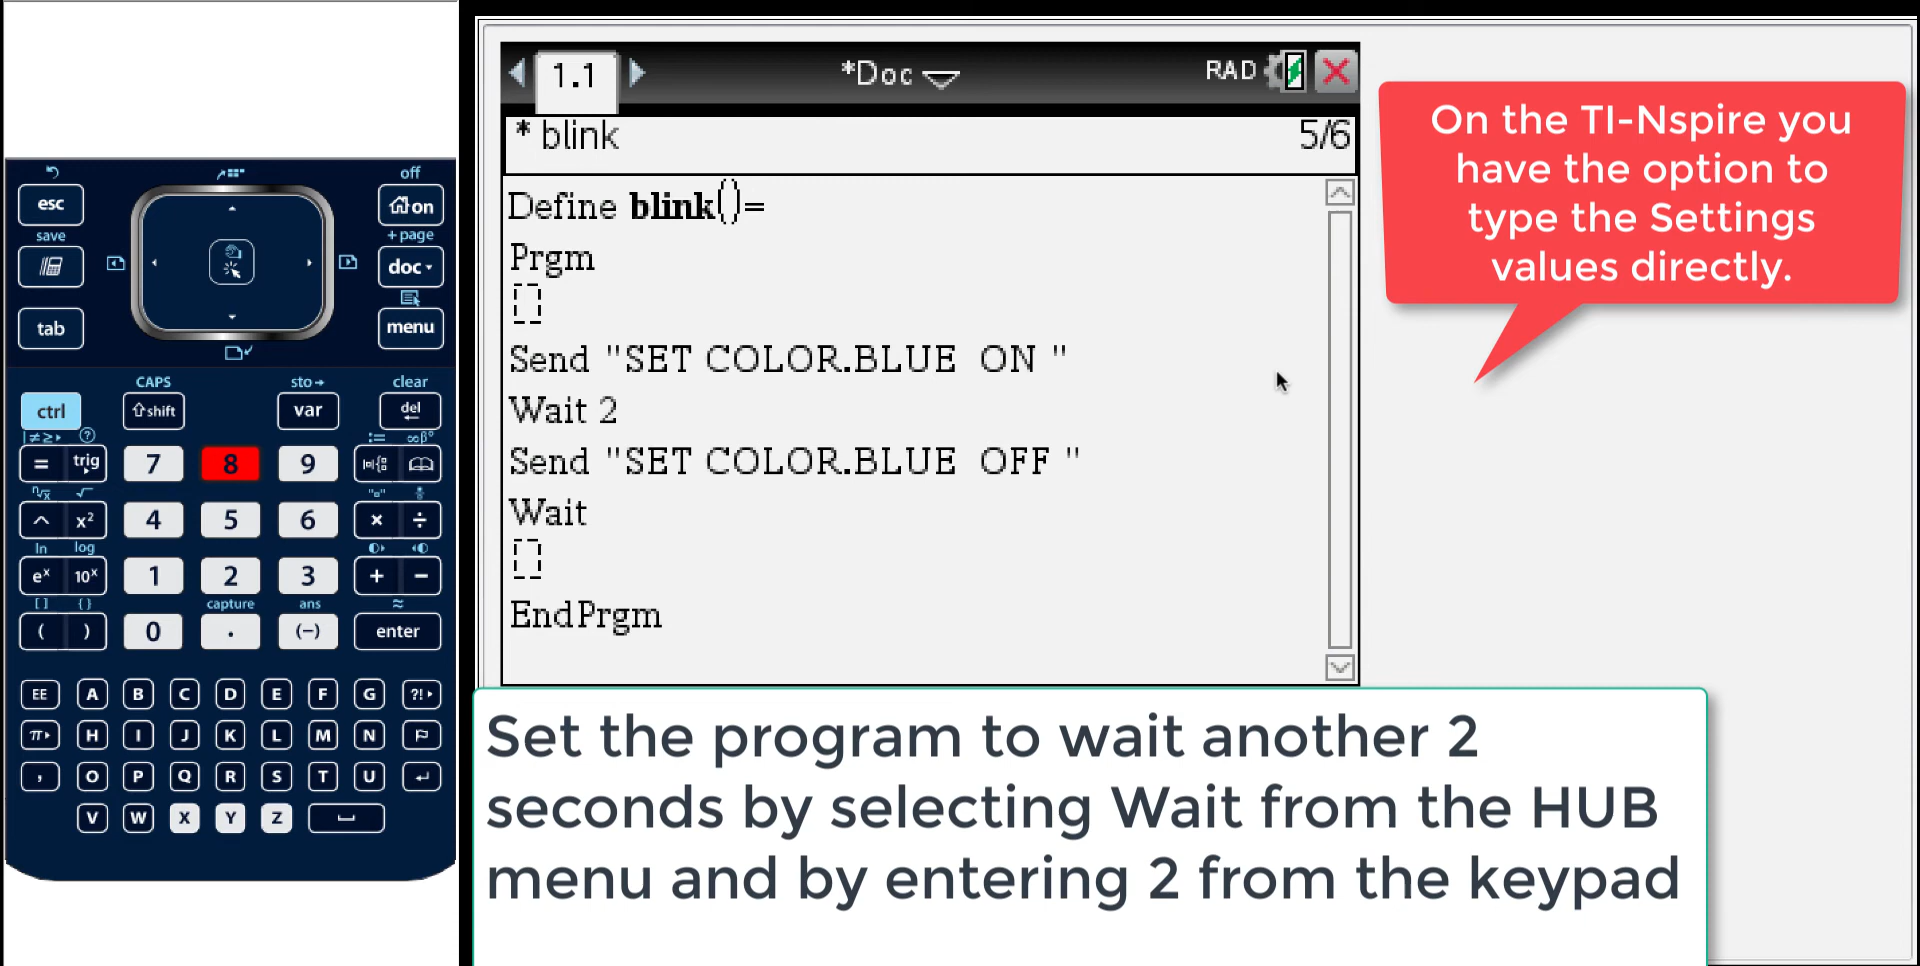 1.1
*Doc
RAD
* blink
5/6
Define blink()=
Prgm
Send "SET COLOR.BLUE  ON "
Wait 2
Send "SET COLOR.BLUE  OFF "
Wait
EndPrgm
On the TI-Nspire you
have the option to
type the Settings
values directly.
Set the program to wait another 2
seconds by selecting Wait from the HUB
menu and by entering 2 from the keypad
off
esc
on
save
+ page
doc
tab
menu
CAPS
sto→
clear
ctrl
⇧shift
var
del
|≠≥▸ ? := ∞β°
= trig 7 8 9
ⁿ√x √ "□"
^ x² 4 5 6 × ÷
ln log
eˣ 10ˣ 1 2 3 + −
[ ] { } capture ans ≈
( ) 0 . (−) enter
EE A B C D E F G ?!▸
π▸ H I J K L M N
, O P Q R S T U ↵
V W X Y Z